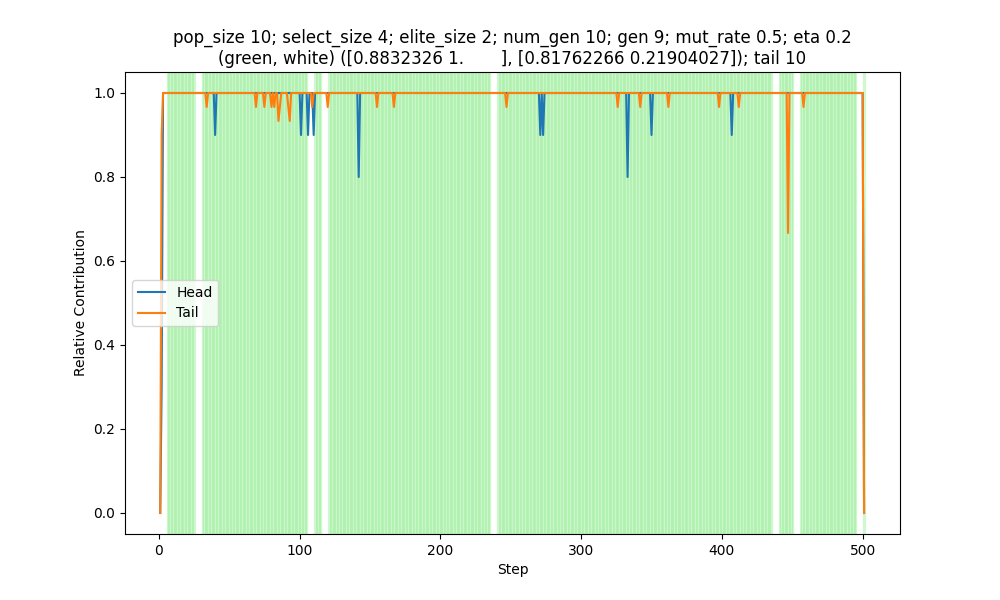 pop_size 10; select_size 4; elite_size 2; num_gen 10; gen 9; mut_rate 0.5; eta 0.2
(green, white) ([0.8832326 1.       ], [0.81762266 0.21904027]); tail 10
1.0
0.8
0.6
0.4
0.2
0.0
Relative Contribution
Head
Tail
0
100
200
300
400
500
Step